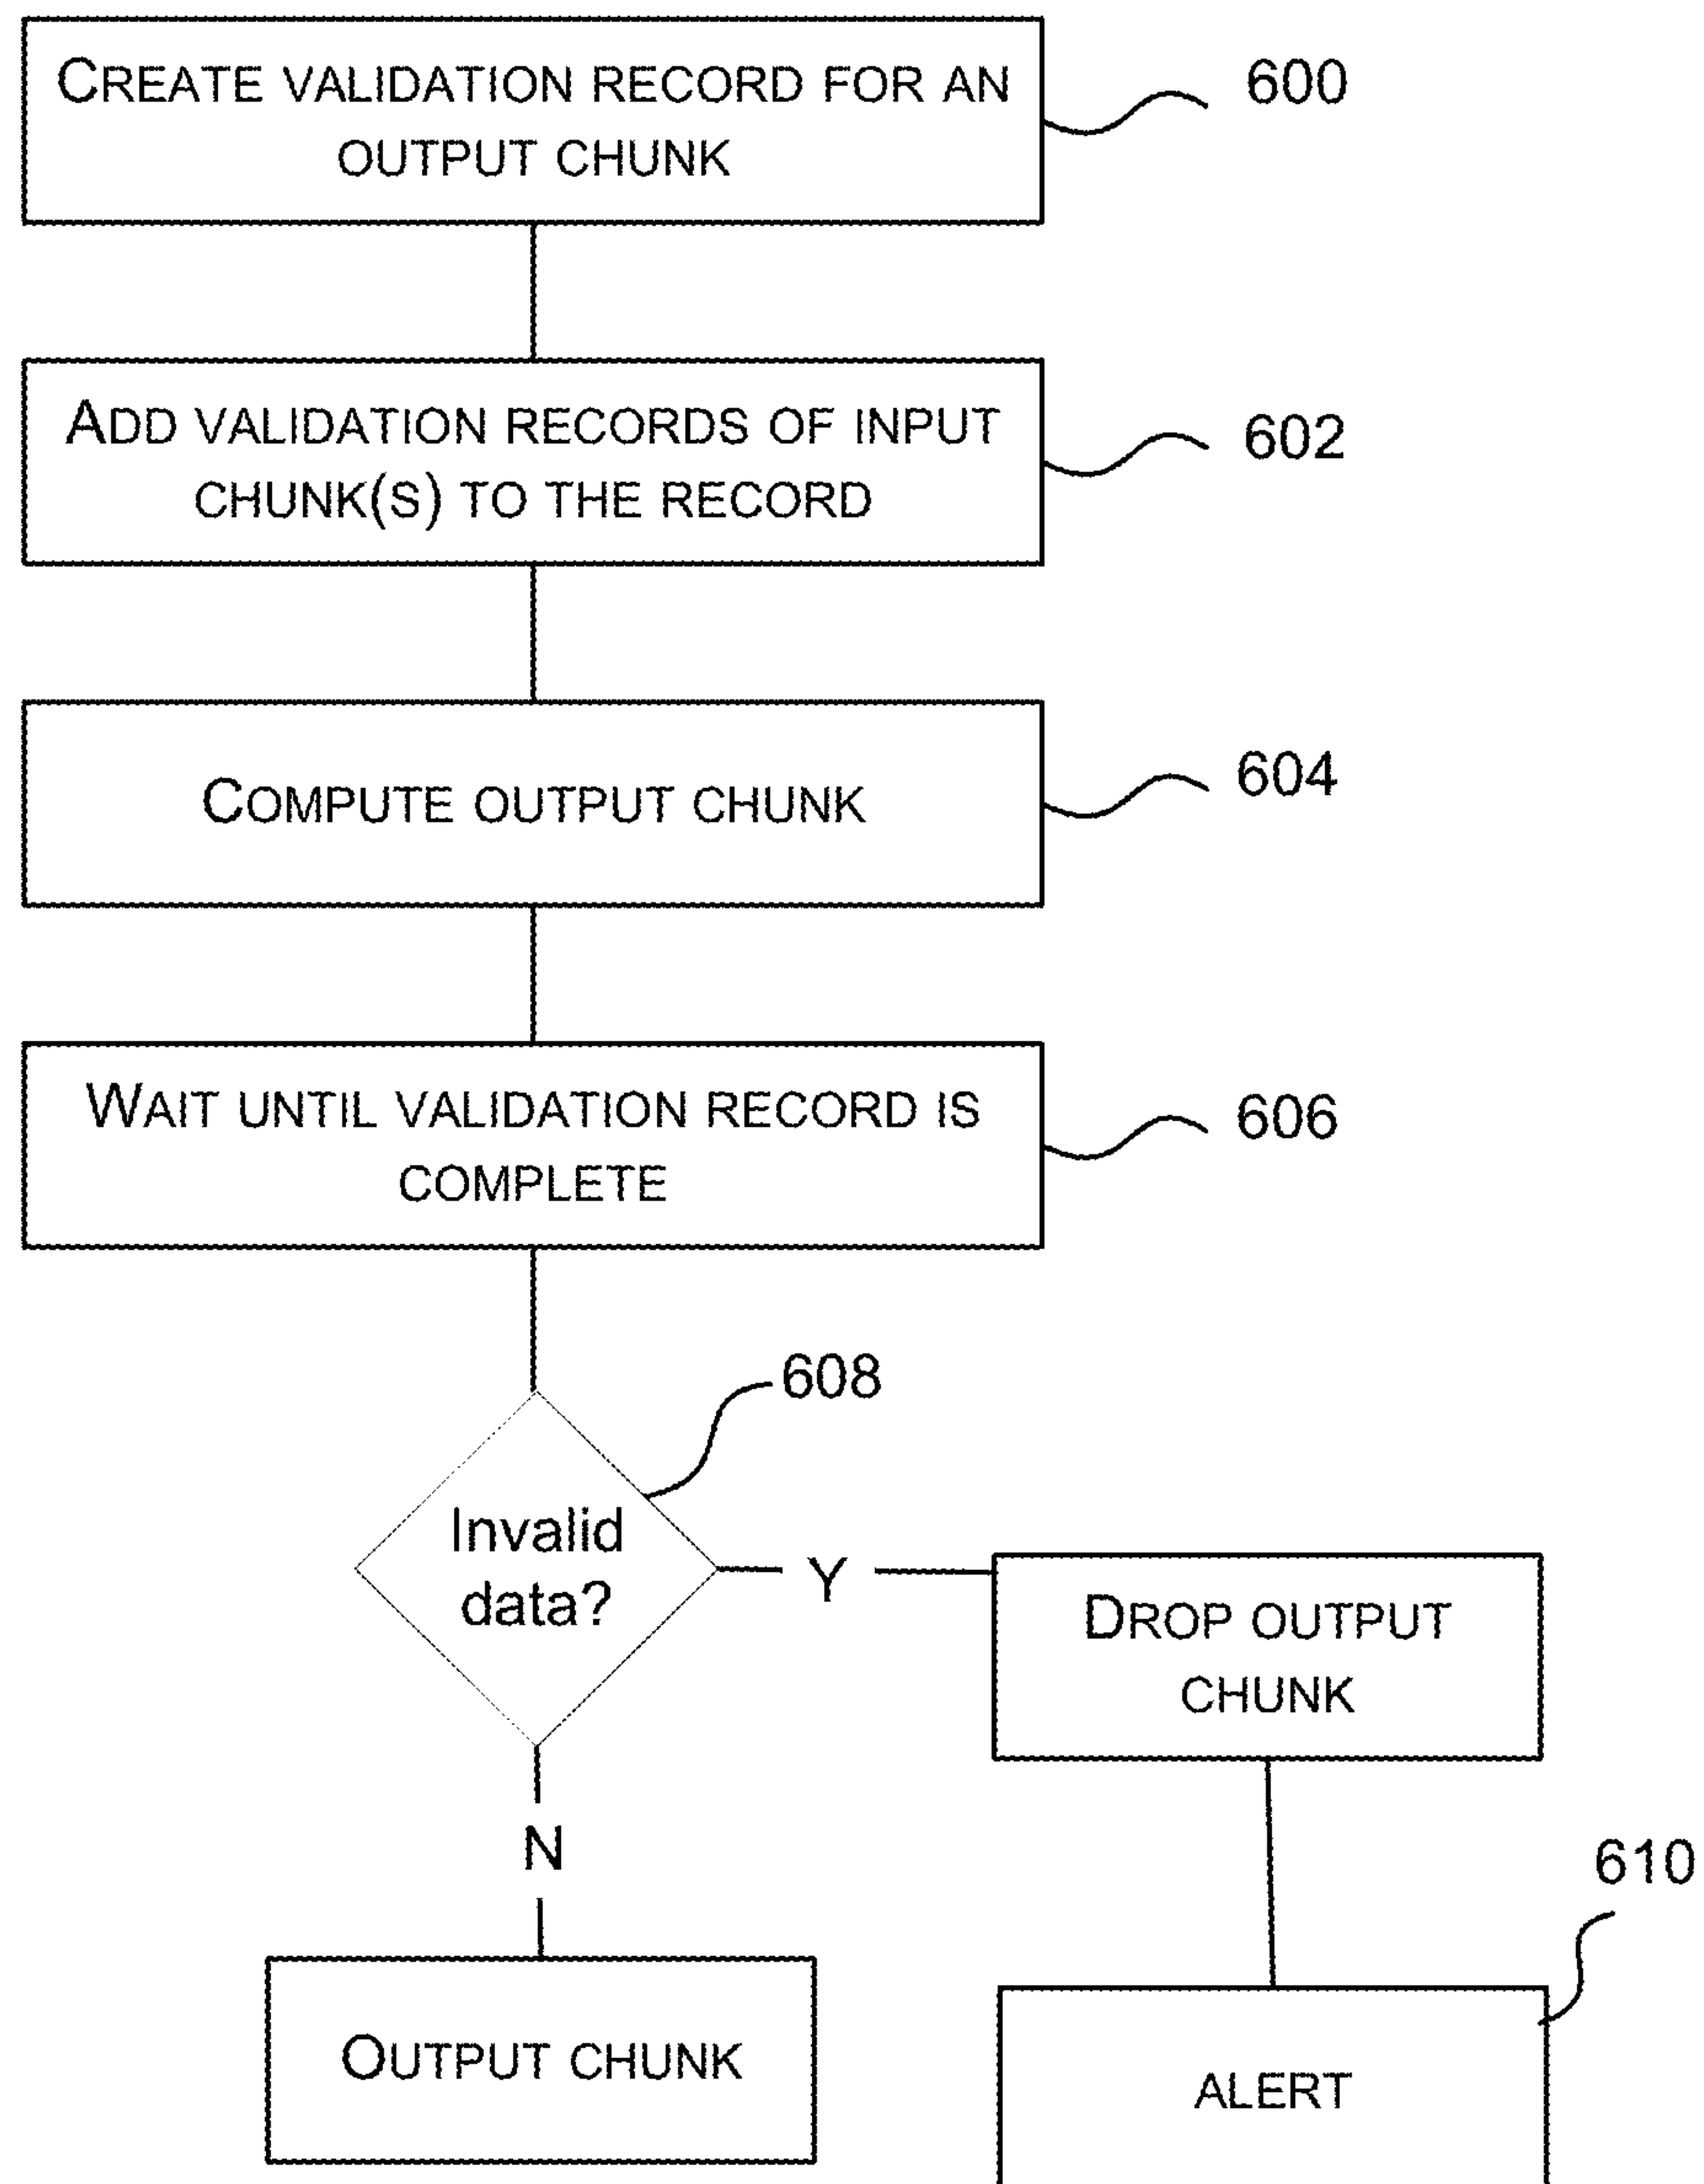 CREATE VALIDATION RECORD FOR AN
OUTPUT CHUNK
600
ADD VALIDATION RECORDS OF INPUT
CHUNK(S) TO THE RECORD
602
COMPUTE OUTPUT CHUNK
604
WAIT UNTIL VALIDATION RECORD IS
COMPLETE
606
608
Invalid
data?
Y
DROP OUTPUT
CHUNK
N
610
OUTPUT CHUNK
ALERT